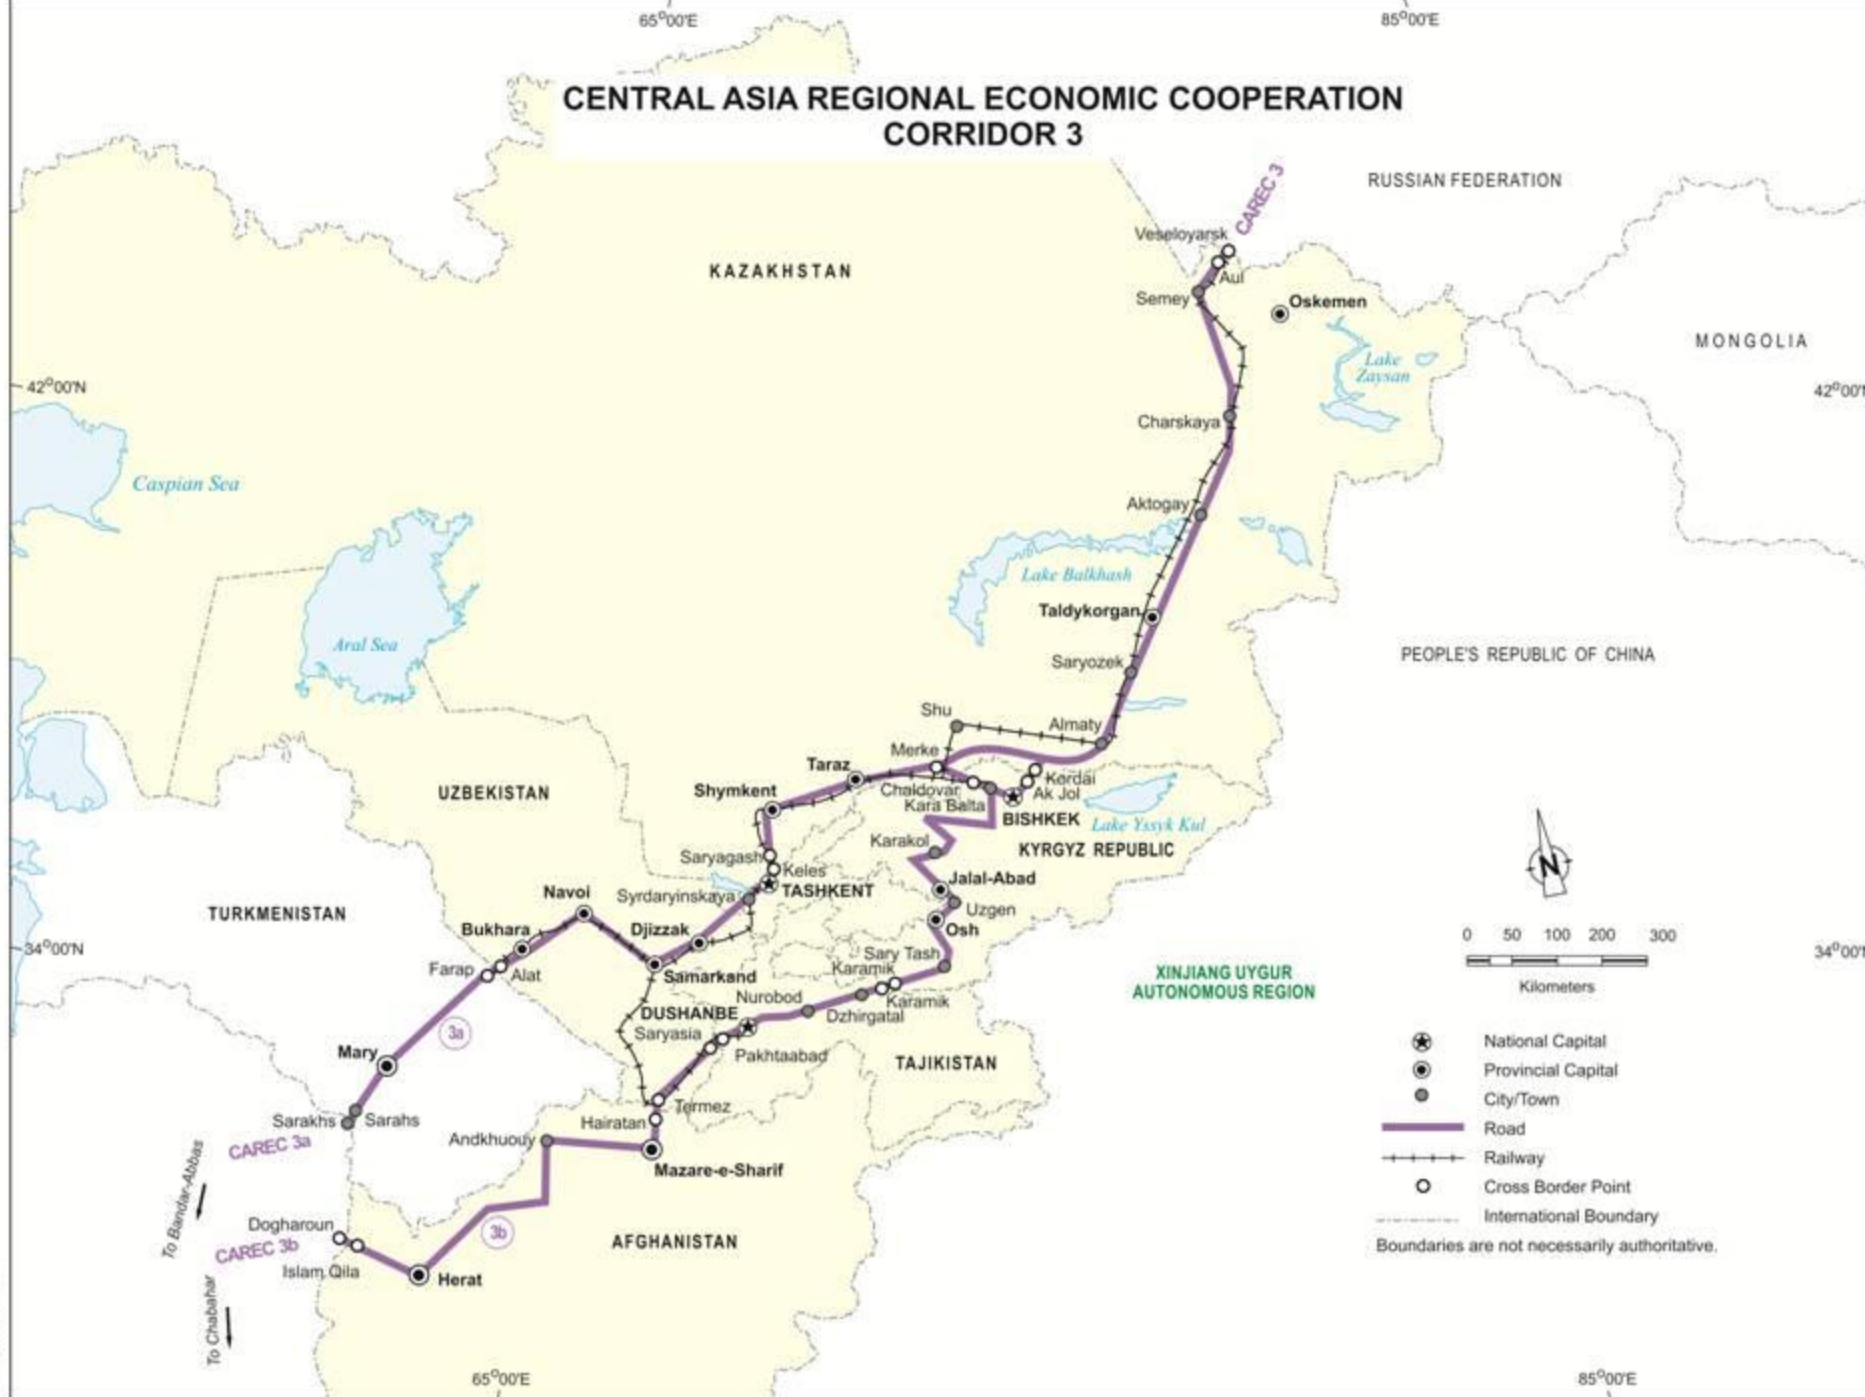 65°00'E
85°00'E
CENTRAL ASIA REGIONAL ECONOMIC COOPERATION
CORRIDOR 3
CAREC 3
RUSSIAN FEDERATION
Veseloyarsk
KAZAKHSTAN
Aul
Semey
Oskemen
MONGOLIA
Lake
Zaysan
42°00'N
42°00'N
Charskaya
Caspian Sea
Aktogay
Lake Balkhash
Taldykorgan
Aral Sea
PEOPLE'S REPUBLIC OF CHINA
Saryozek
Shu
Almaty
Merke
Taraz
Kordai
Shymkent
Chaldovar
Ak Jol
UZBEKISTAN
Kara Balta
BISHKEK
Lake Yssyk Kul
Karakol
KYRGYZ REPUBLIC
Saryagash
Keles
Jalal-Abad
TASHKENT
Navoi
Syrdaryinskaya
Uzgen
TURKMENISTAN
Bukhara
Djizzak
Osh
N
0 50 100 200 300
Kilometers
34°00'N
34°00'N
Sary Tash
Farap
Alat
Samarkand
Karamik
XINJIANG UYGUR
AUTONOMOUS REGION
Nurobod
Karamik
DUSHANBE
Dzhirgatal
3a
Saryasia
Mary
Pakhtaabad
TAJIKISTAN
National Capital
Provincial Capital
City/Town
Road
Railway
Cross Border Point
International Boundary
Boundaries are not necessarily authoritative.
Termez
Sarakhs
Sarahs
Hairatan
CAREC 3a
Andkhuouy
Mazare-e-Sharif
To Bandar-Abbas
Dogharoun
3b
AFGHANISTAN
CAREC 3b
Islam Qila
Herat
To Chabahar
65°00'E
85°00'E